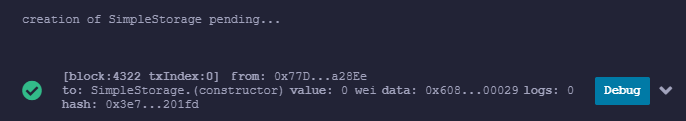 creation of SimpleStorage pending...
[block:4322 txIndex:0] from: 0x77D...a28Ee
to: SimpleStorage.(constructor) value: 0 wei data: 0x608...00029 logs: 0
hash: 0x3e7...201fd
Debug